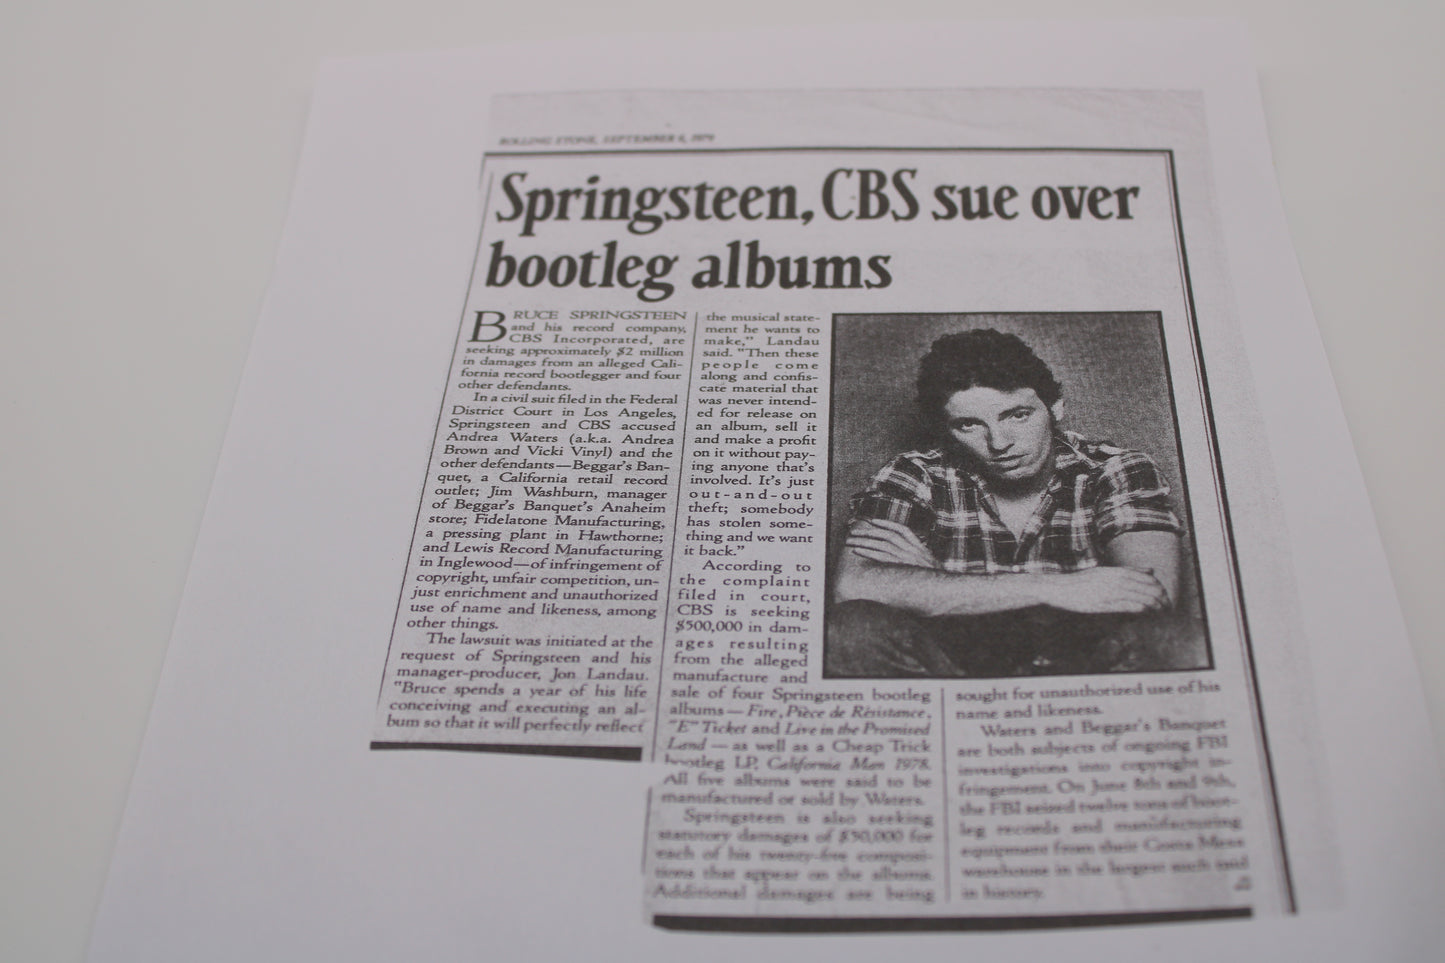 ROLLING STONE, SEPTEMBER 6, 1979
Springsteen, CBS sue over
bootleg albums
BRUCE SPRINGSTEEN
and his record company,
CBS Incorporated, are
seeking approximately $2 million
in damages from an alleged Cali-
fornia record bootlegger and four
other defendants.
In a civil suit filed in the Federal
District Court in Los Angeles,
Springsteen and CBS accused
Andrea Waters (a.k.a. Andrea
Brown and Vicki Vinyl) and the
other defendants—Beggar's Ban-
quet, a California retail record
outlet; Jim Washburn, manager
of Beggar's Banquet's Anaheim
store; Fidelatone Manufacturing,
a pressing plant in Hawthorne;
and Lewis Record Manufacturing
in Inglewood—of infringement of
copyright, unfair competition, un-
just enrichment and unauthorized
use of name and likeness, among
other things.
The lawsuit was initiated at the
request of Springsteen and his
manager-producer, Jon Landau.
"Bruce spends a year of his life
conceiving and executing an al-
bum so that it will perfectly reflect
the musical state-
ment he wants to
make," Landau
said. "Then these
people come
along and confis-
cate material that
was never intend-
ed for release on
an album, sell it
and make a profit
on it without pay-
ing anyone that's
involved. It's just
out-and-out
theft; somebody
has stolen some-
thing and we want
it back."
According to
the complaint
filed in court,
CBS is seeking
$500,000 in dam-
ages resulting
from the alleged
manufacture and
sale of four Springsteen bootleg
albums—Fire, Pièce de Résistance,
"E" Ticket and Live in the Promised
Land—as well as a Cheap Trick
bootleg LP, California Man 1978.
All five albums were said to be
manufactured or sold by Waters.
Springsteen is also seeking
statutory damages of $50,000 for
each of his twenty-five composi-
tions that appear on the albums.
Additional damages are being
sought for unauthorized use of his
name and likeness.
Waters and Beggar's Banquet
are both subjects of ongoing FBI
investigations into copyright in-
fringement. On June 8th and 9th,
the FBI seized twelve tons of boot-
leg records and manufacturing
equipment from their Costa Mesa
warehouse in the largest such raid
in history.